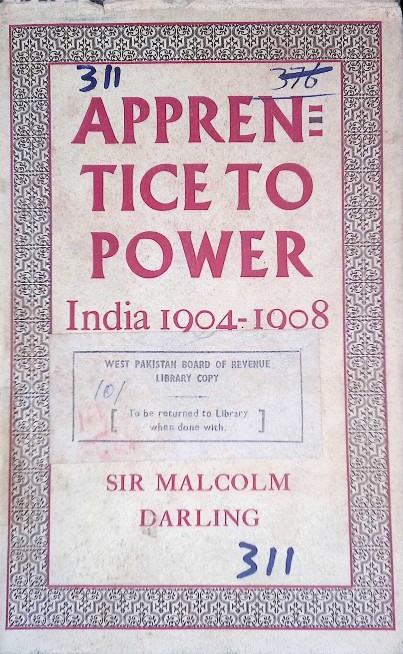 311
376
APPREN-
TICE TO
POWER
India 1904-1908
WEST PAKISTAN BOARD OF REVENUE
LIBRARY COPY
101
[ To be returned to Library ]
when done with.
SIR MALCOLM
DARLING
311